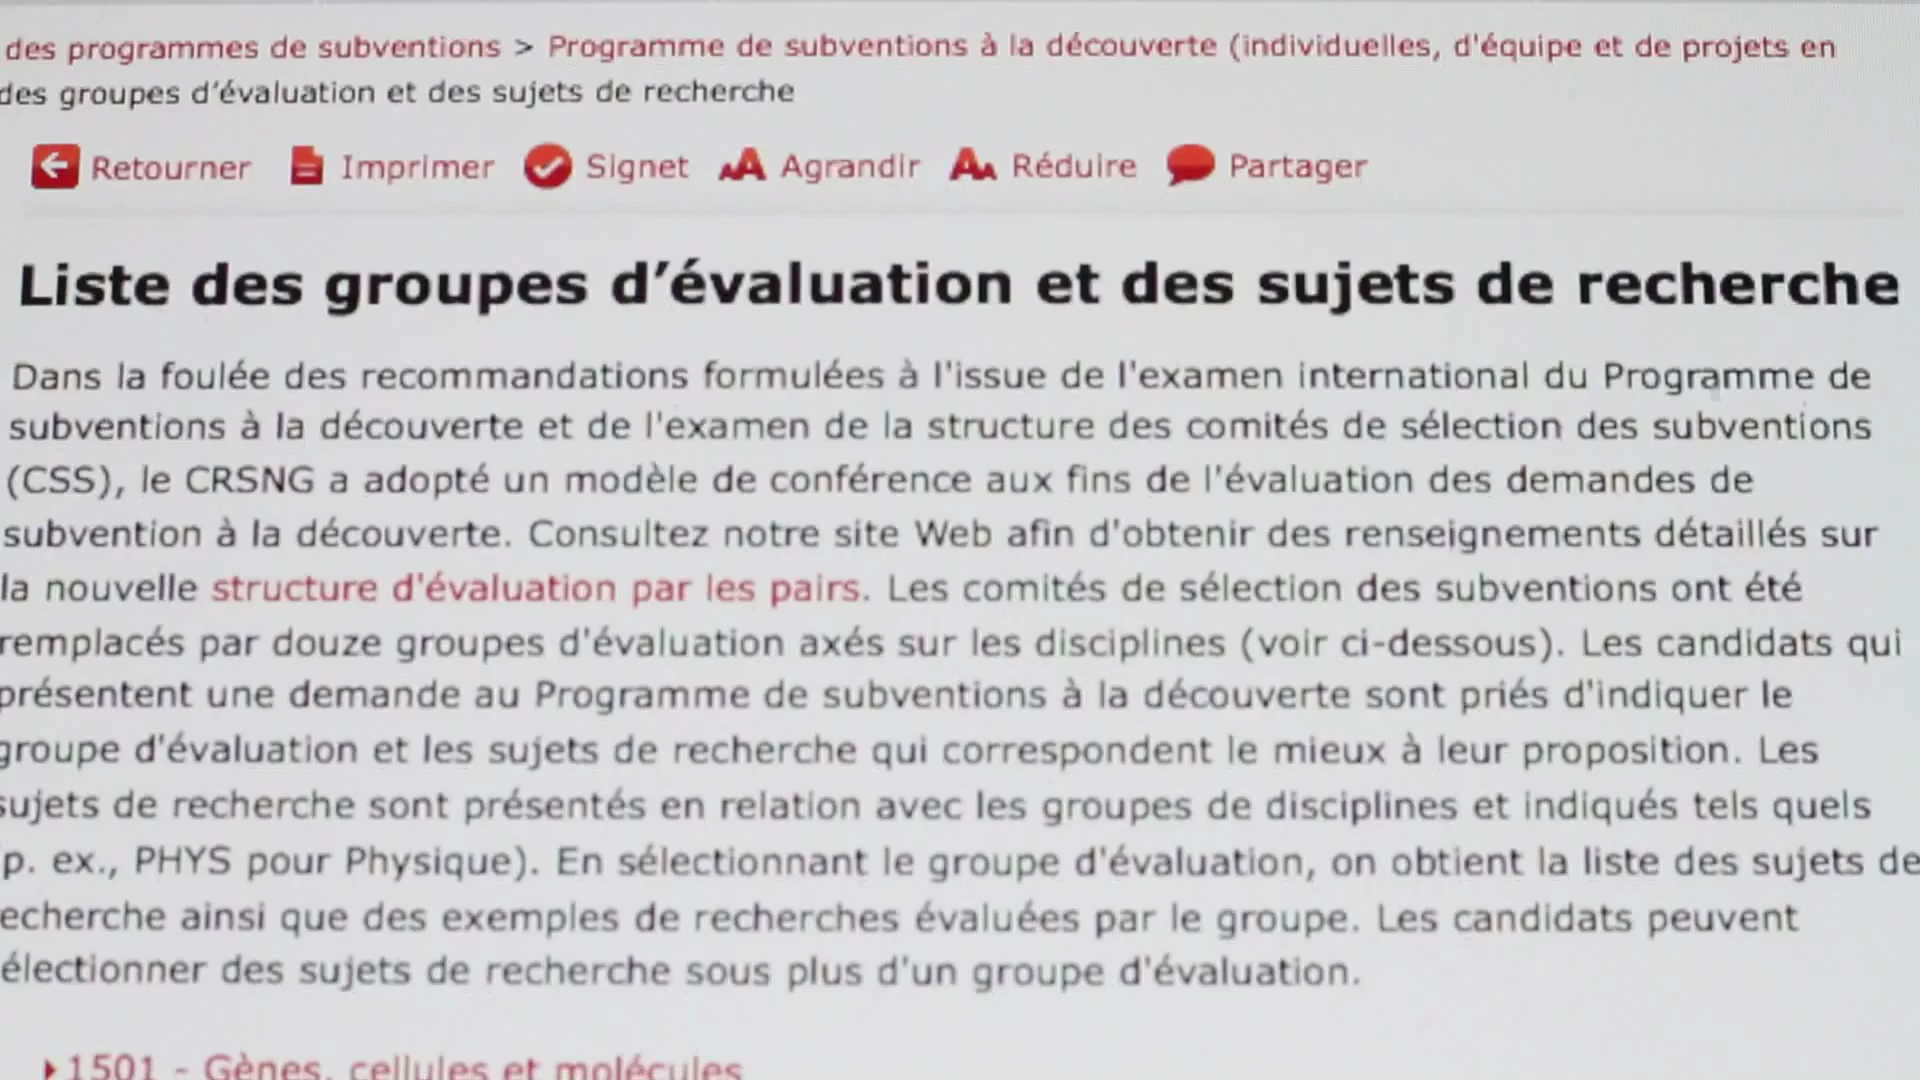 des programmes de subventions > Programme de subventions à la découverte (individuelles, d'équipe et de projets en
des groupes d'évaluation et des sujets de recherche
Retourner Imprimer Signet Agrandir Réduire Partager
Liste des groupes d'évaluation et des sujets de recherche
Dans la foulée des recommandations formulées à l'issue de l'examen international du Programme de
subventions à la découverte et de l'examen de la structure des comités de sélection des subventions
(CSS), le CRSNG a adopté un modèle de conférence aux fins de l'évaluation des demandes de
subvention à la découverte. Consultez notre site Web afin d'obtenir des renseignements détaillés sur
la nouvelle structure d'évaluation par les pairs. Les comités de sélection des subventions ont été
remplacés par douze groupes d'évaluation axés sur les disciplines (voir ci-dessous). Les candidats qui
présentent une demande au Programme de subventions à la découverte sont priés d'indiquer le
groupe d'évaluation et les sujets de recherche qui correspondent le mieux à leur proposition. Les
sujets de recherche sont présentés en relation avec les groupes de disciplines et indiqués tels quels
p. ex., PHYS pour Physique). En sélectionnant le groupe d'évaluation, on obtient la liste des sujets de
echerche ainsi que des exemples de recherches évaluées par le groupe. Les candidats peuvent
électionner des sujets de recherche sous plus d'un groupe d'évaluation.
1501 - Gènes, cellules et molécules